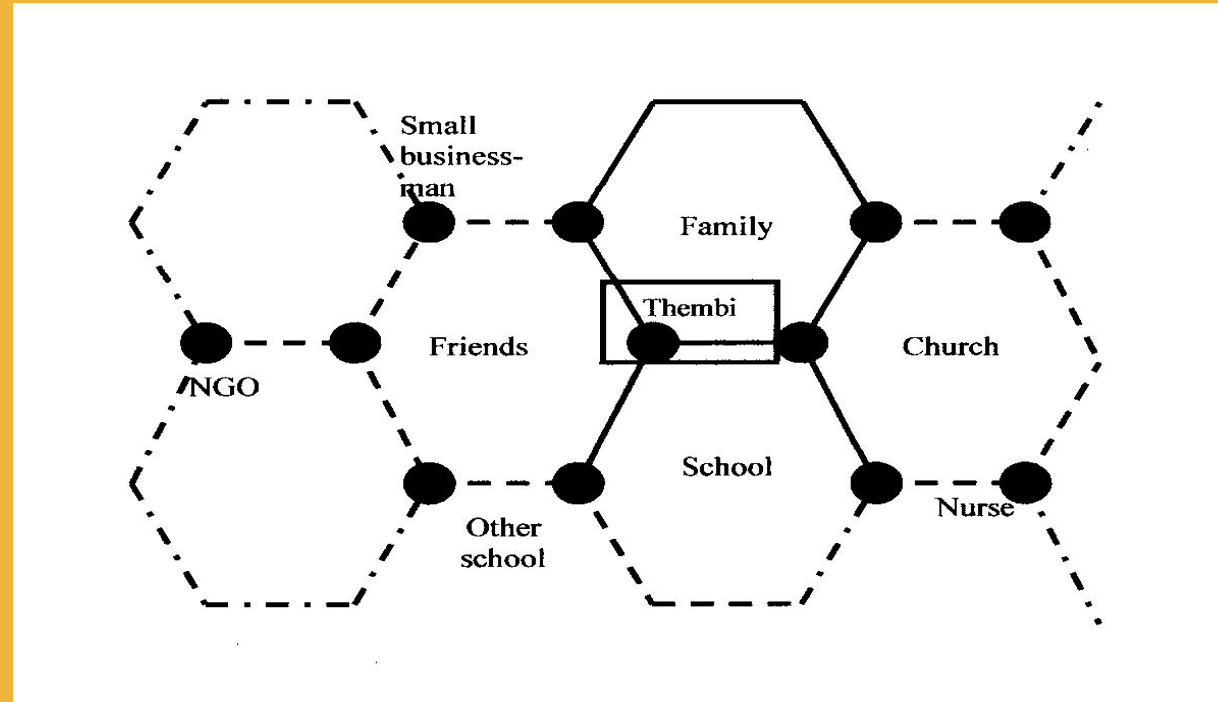 Small
business-
man
Family
Thembi
Friends
Church
NGO
School
Nurse
Other
school